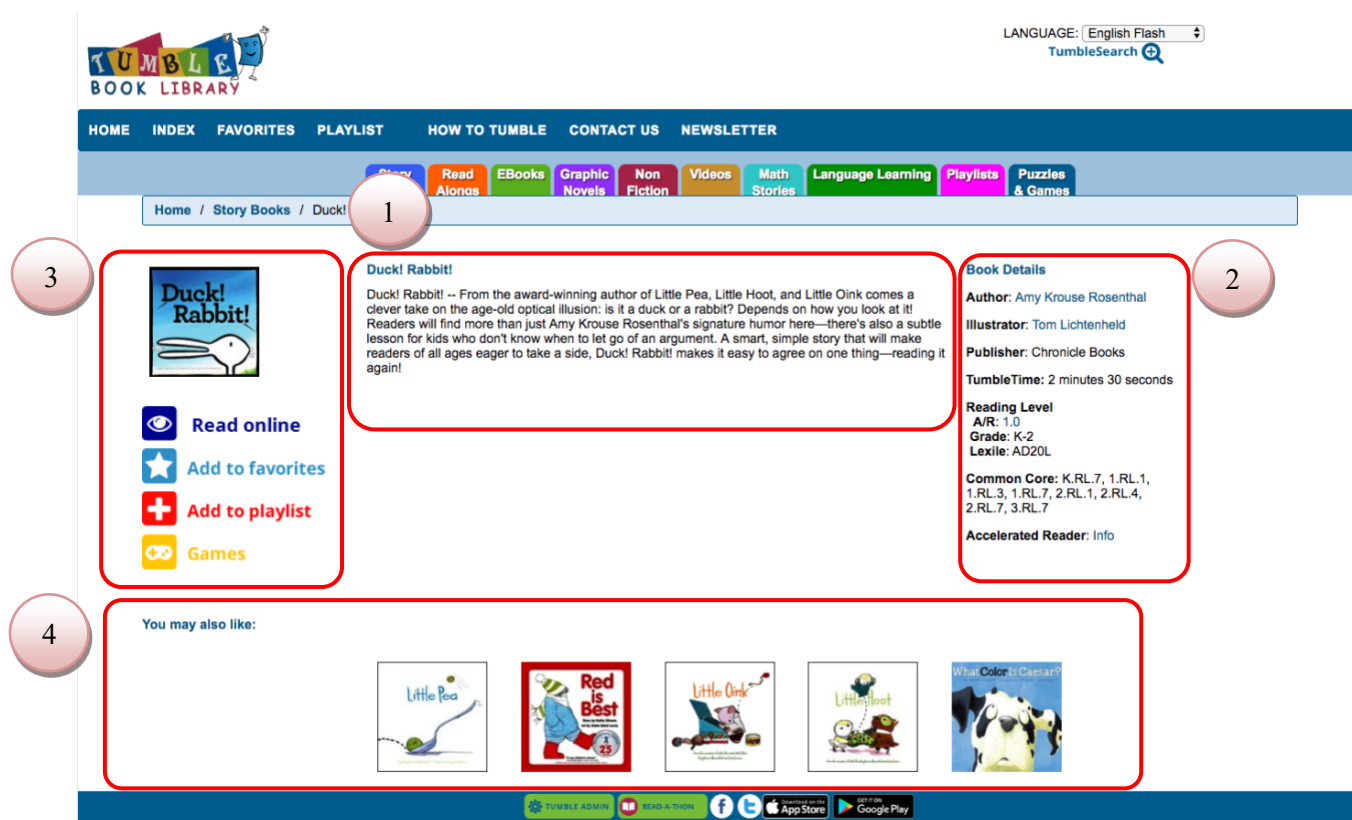 TUMBLE
BOOK LIBRARY
LANGUAGE: English Flash
TumbleSearch
HOME INDEX FAVORITES PLAYLIST HOW TO TUMBLE CONTACT US NEWSLETTER
Story
Read
Alongs
EBooks
Graphic
Novels
Non
Fiction
Videos
Math
Stories
Language Learning
Playlists
Puzzles
& Games
Home / Story Books / Duck!
1
3
Duck!
Rabbit!
Read online
Add to favorites
Add to playlist
Games
Duck! Rabbit!
Duck! Rabbit! -- From the award-winning author of Little Pea, Little Hoot, and Little Oink comes a
clever take on the age-old optical illusion: is it a duck or a rabbit? Depends on how you look at it!
Readers will find more than just Amy Krouse Rosenthal's signature humor here—there's also a subtle
lesson for kids who don't know when to let go of an argument. A smart, simple story that will make
readers of all ages eager to take a side, Duck! Rabbit! makes it easy to agree on one thing—reading it
again!
2
Book Details
Author: Amy Krouse Rosenthal
Illustrator: Tom Lichtenheld
Publisher: Chronicle Books
TumbleTime: 2 minutes 30 seconds
Reading Level
A/R: 1.0
Grade: K-2
Lexile: AD20L
Common Core: K.RL.7, 1.RL.1,
1.RL.3, 1.RL.7, 2.RL.1, 2.RL.4,
2.RL.7, 3.RL.7
Accelerated Reader: Info
4
You may also like:
Little Pea
Red
is
Best
25
Little Oink
Little Hoot
What Color Is Caesar?
TUMBLE ADMIN
READ-A-THON
Download on the
App Store
GET IT ON
Google Play